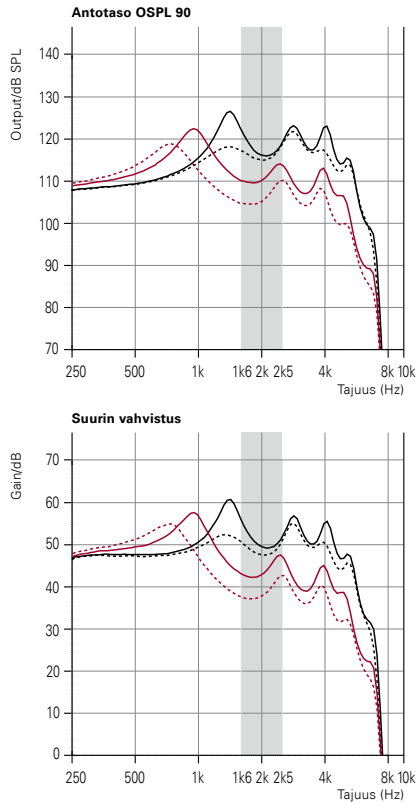 Antotaso OSPL 90
Output/dB SPL
140
130
120
110
100
90
80
70
250 500 1k 1k6 2k 2k5 4k 8k 10k
Tajuus (Hz)
Suurin vahvistus
Gain/dB
70
60
50
40
30
20
10
0
250 500 1k 1k6 2k 2k5 4k 8k 10k
Tajuus (Hz)